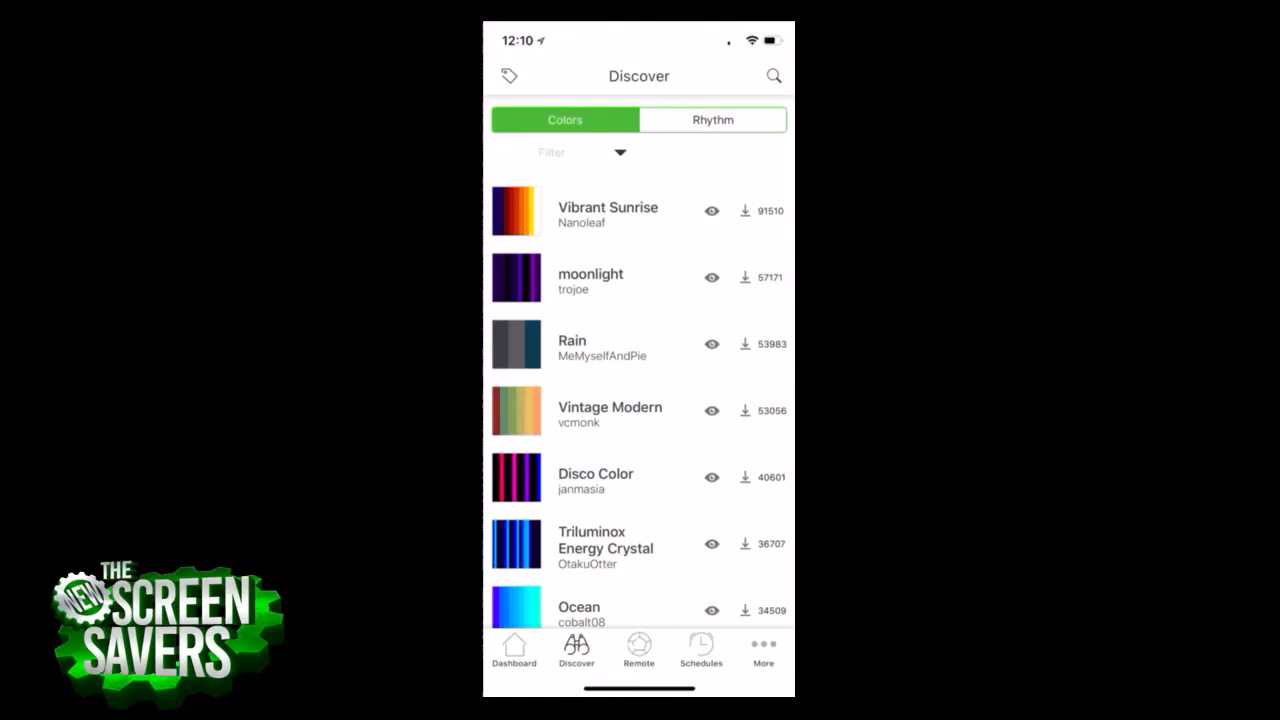 12:10
Discover
Colors
Rhythm
Filter
Vibrant Sunrise
Nanoleaf
91510
moonlight
trojoe
57171
Rain
MeMyselfAndPie
53983
Vintage Modern
vcmonk
53056
Disco Color
janmasia
40601
Triluminox
Energy Crystal
OtakuOtter
36707
Ocean
cobalt08
34509
Dashboard
Discover
Remote
Schedules
More
THE
NEW
SCREEN
SAVERS